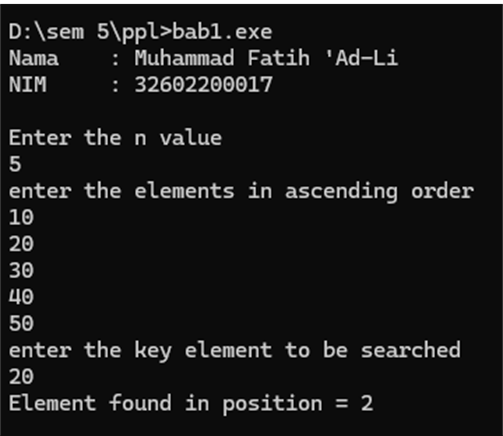 D:\sem 5\ppl>bab1.exe
Nama    : Muhammad Fatih 'Ad-Li
NIM     : 32602200017
Enter the n value
5
enter the elements in ascending order
10
20
30
40
50
enter the key element to be searched
20
Element found in position = 2